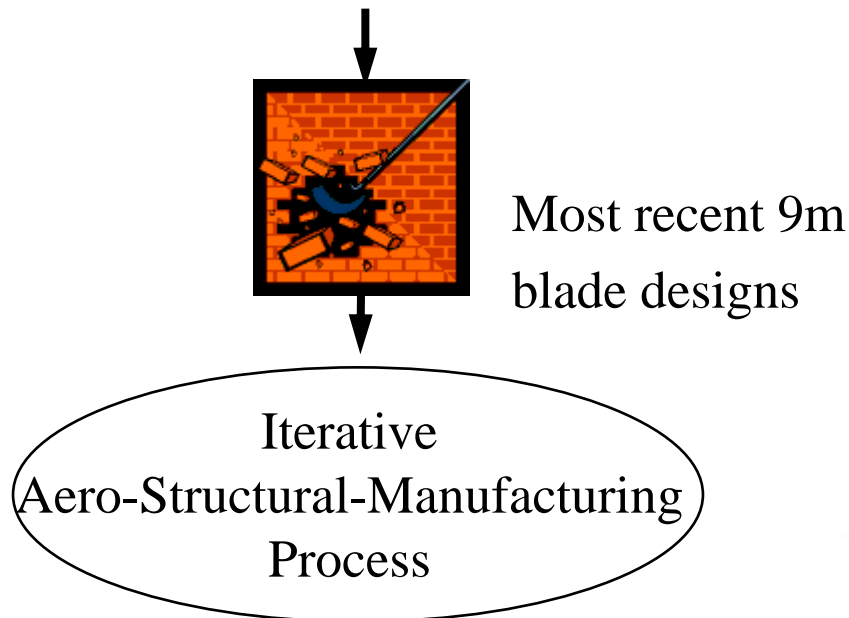 Most recent 9m
blade designs
Iterative
Aero-Structural-Manufacturing
Process